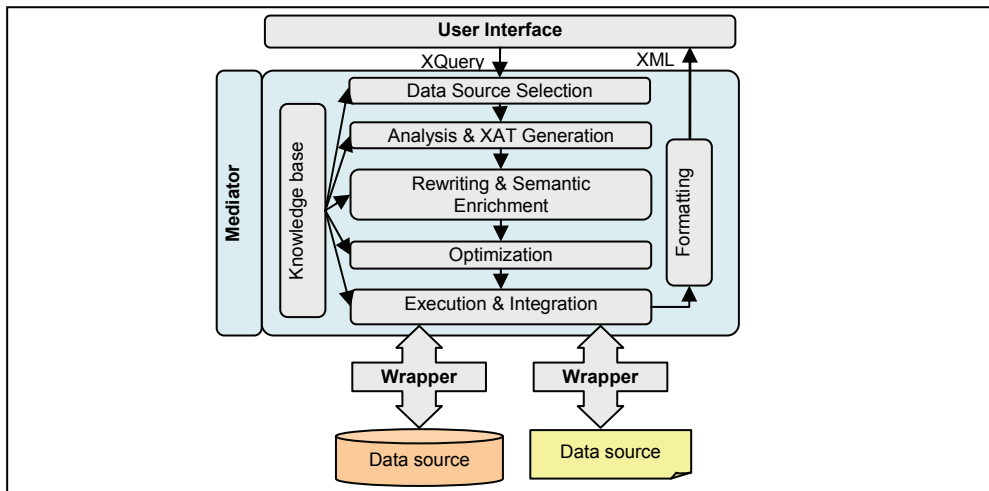 User Interface
XQuery
XML
Mediator
Knowledge base
Data Source Selection
Analysis & XAT Generation
Rewriting & Semantic
Enrichment
Optimization
Execution & Integration
Formatting
Wrapper
Wrapper
Data source
Data source